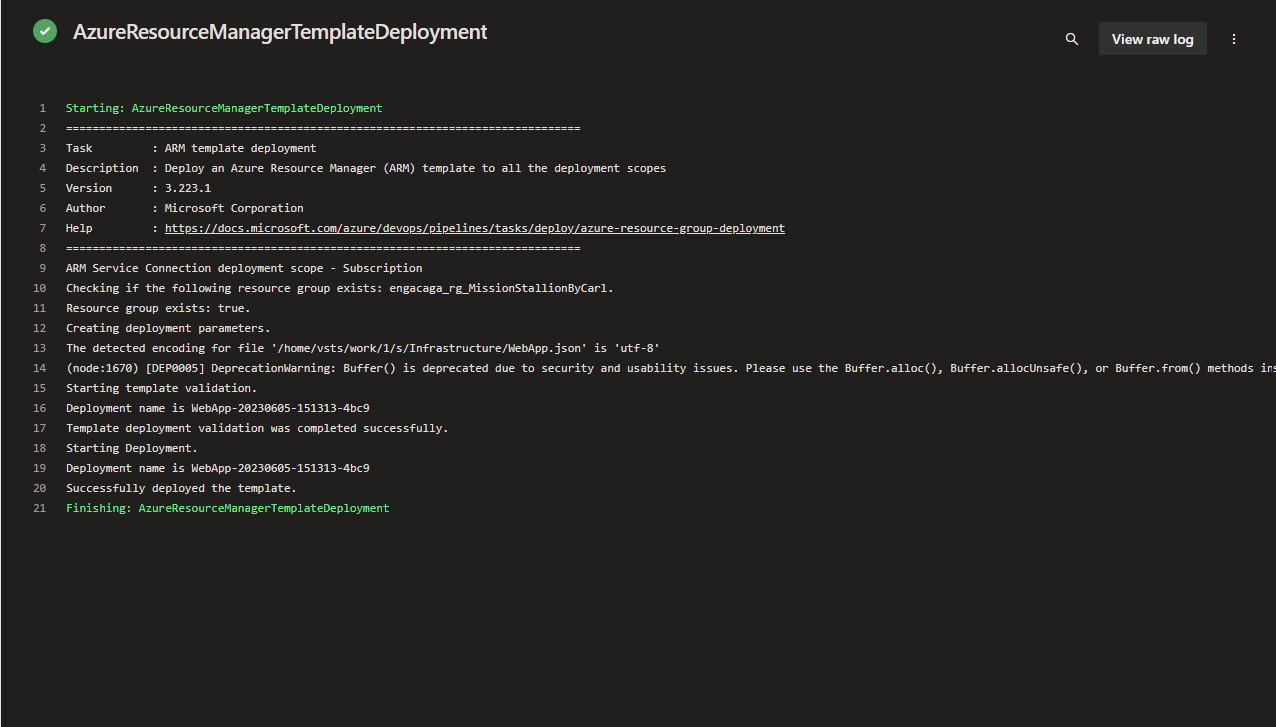 AzureResourceManagerTemplateDeployment
View raw log
1 Starting: AzureResourceManagerTemplateDeployment
2 ==============================================================================
3 Task         : ARM template deployment
4 Description  : Deploy an Azure Resource Manager (ARM) template to all the deployment scopes
5 Version      : 3.223.1
6 Author       : Microsoft Corporation
7 Help         : https://docs.microsoft.com/azure/devops/pipelines/tasks/deploy/azure-resource-group-deployment
8 ==============================================================================
9 ARM Service Connection deployment scope - Subscription
10 Checking if the following resource group exists: engacaga_rg_MissionStallionByCarl.
11 Resource group exists: true.
12 Creating deployment parameters.
13 The detected encoding for file '/home/vsts/work/1/s/Infrastructure/WebApp.json' is 'utf-8'
14 (node:1670) [DEP0005] DeprecationWarning: Buffer() is deprecated due to security and usability issues. Please use the Buffer.alloc(), Buffer.allocUnsafe(), or Buffer.from() methods ins
15 Starting template validation.
16 Deployment name is WebApp-20230605-151313-4bc9
17 Template deployment validation was completed successfully.
18 Starting Deployment.
19 Deployment name is WebApp-20230605-151313-4bc9
20 Successfully deployed the template.
21 Finishing: AzureResourceManagerTemplateDeployment